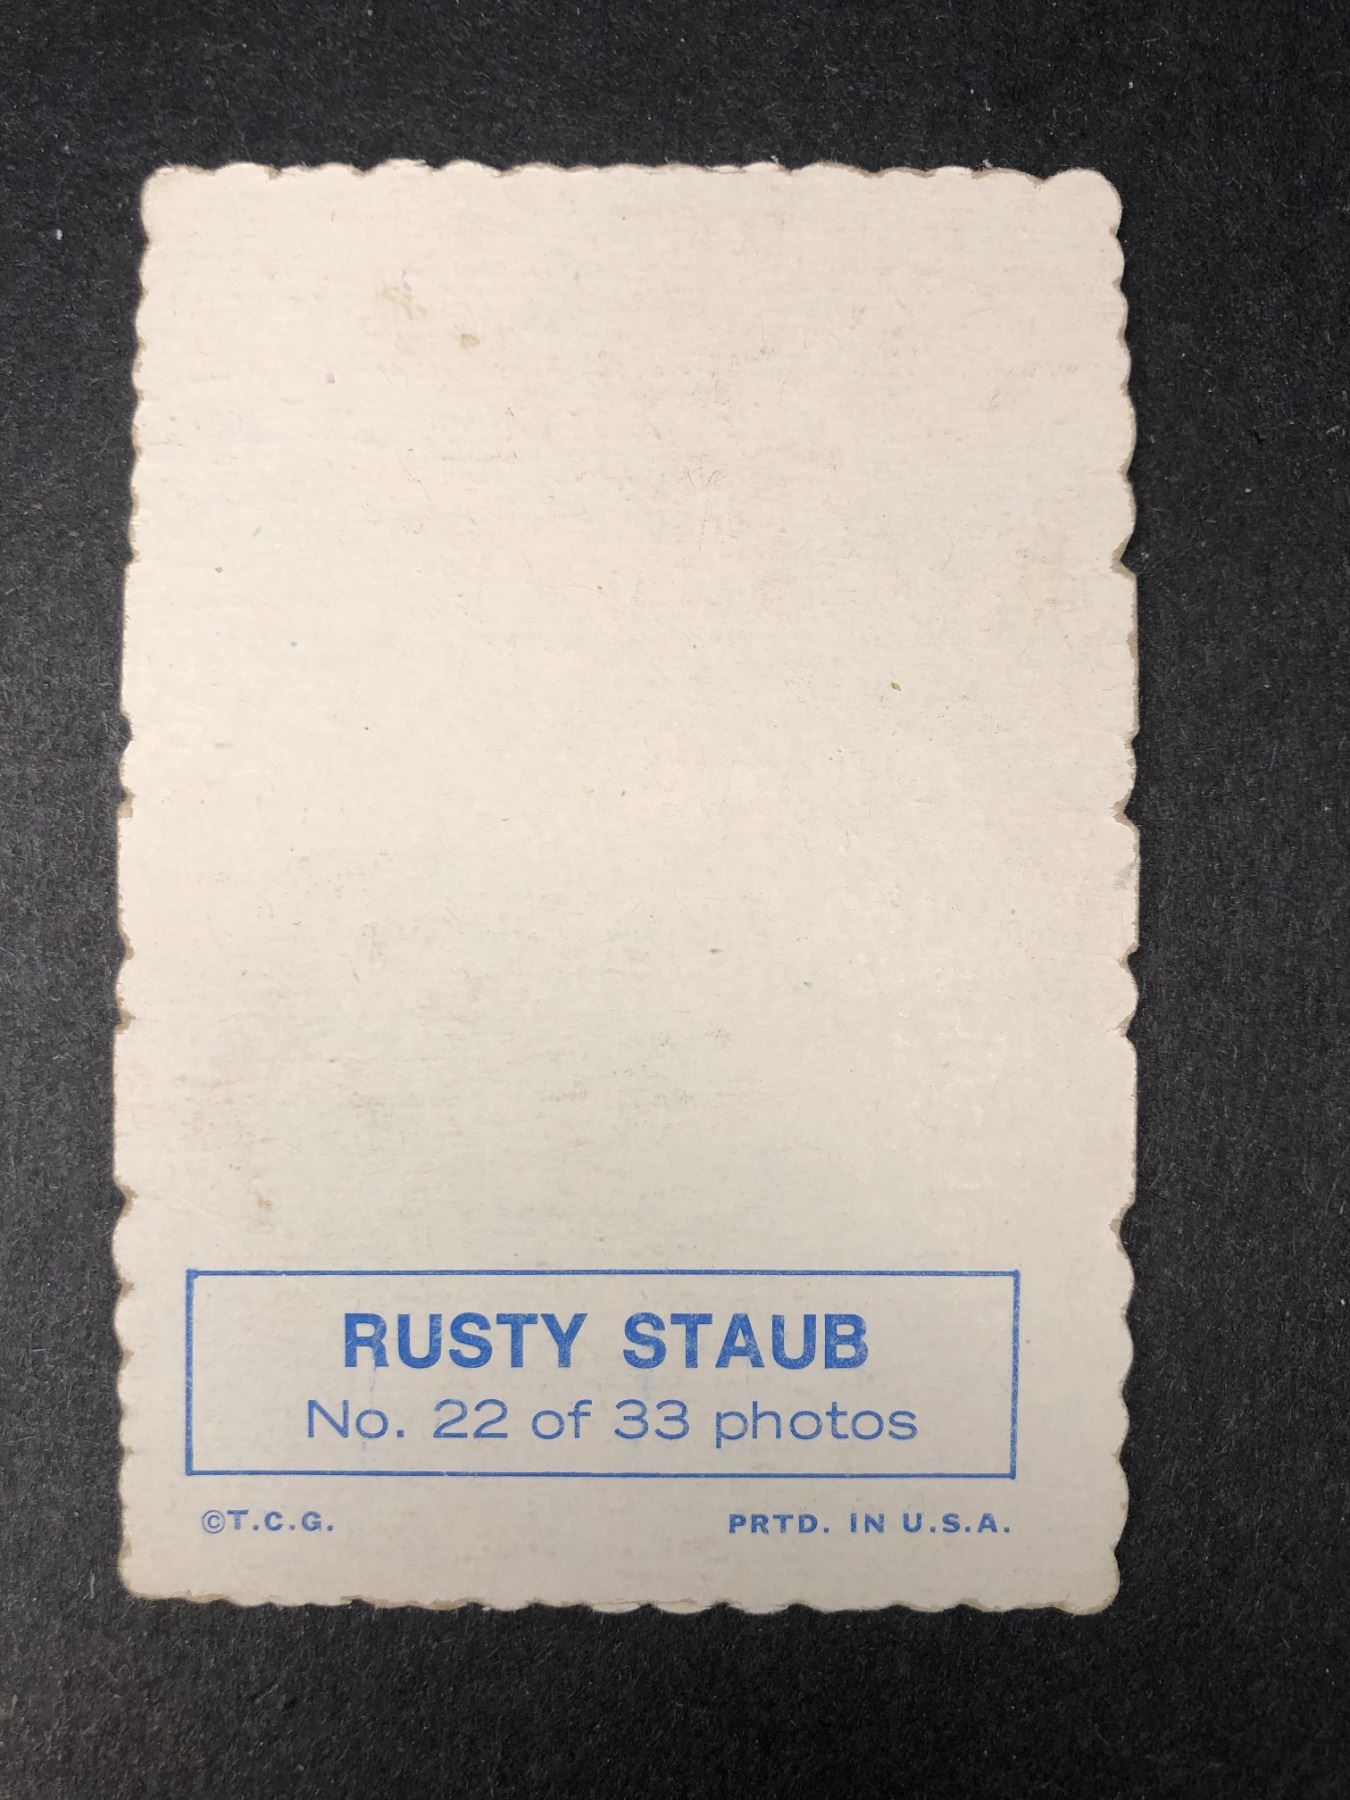 RUSTY STAUB
No. 22 of 33 photos
©T.C.G. PRTD. IN U.S.A.